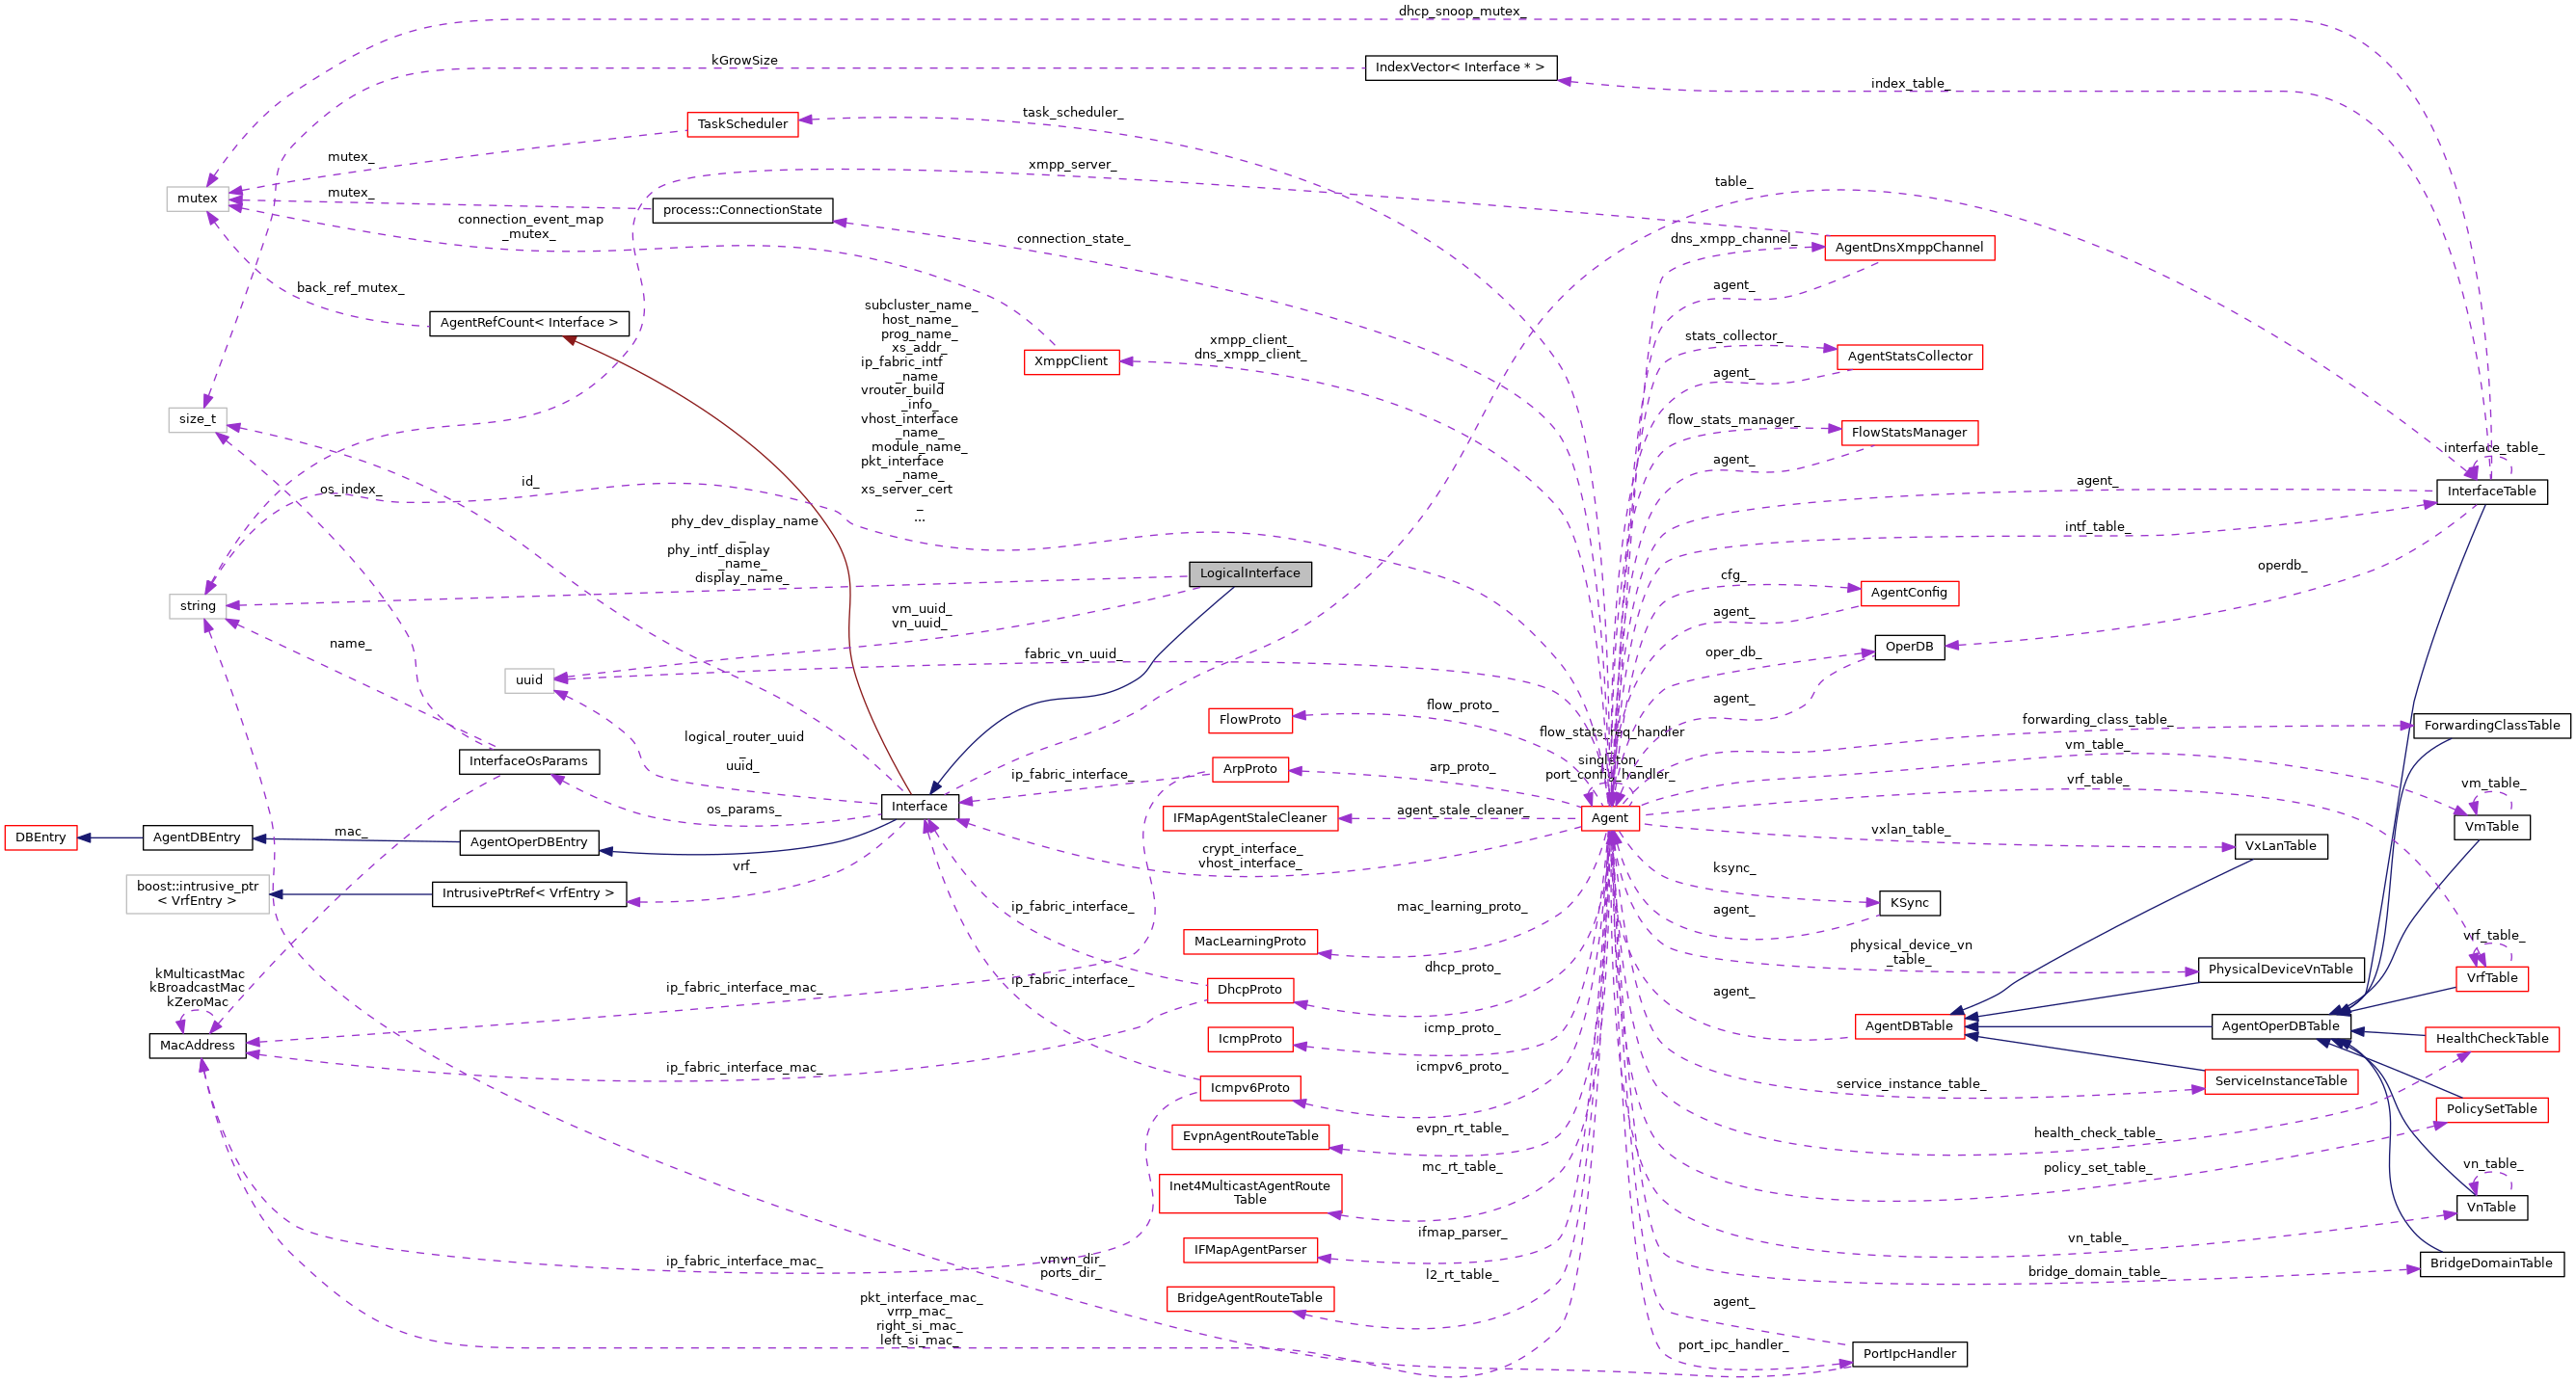 dhcp_snoop_mutex_
kGrowSize
IndexVector< Interface * >
index_table_
task_scheduler_
TaskScheduler
mutex_
xmpp_server_
table_
mutex_
mutex
process::ConnectionState
connection_event_map
_mutex_
connection_state_
dns_xmpp_channel_
AgentDnsXmppChannel
agent_
back_ref_mutex_
AgentRefCount< Interface >
subcluster_name_
host_name_
prog_name_
xs_addr_
ip_fabric_intf
_name_
vrouter_build
_info_
vhost_interface
_name_
module_name_
pkt_interface
_name_
xs_server_cert
_
...
XmppClient
xmpp_client_
dns_xmpp_client_
stats_collector_
AgentStatsCollector
agent_
size_t
flow_stats_manager_
FlowStatsManager
agent_
interface_table_
InterfaceTable
os_index_
id_
agent_
intf_table_
phy_dev_display_name
_
phy_intf_display
_name_
display_name_
LogicalInterface
operdb_
cfg_
AgentConfig
agent_
string
vm_uuid_
vn_uuid_
name_
fabric_vn_uuid_
oper_db_
OperDB
agent_
uuid
flow_proto_
FlowProto
flow_stats_req_handler
_
singleton_
port_config_handler_
forwarding_class_table_
ForwardingClassTable
vm_table_
logical_router_uuid
_
uuid_
InterfaceOsParams
ip_fabric_interface_
ArpProto
arp_proto_
vrf_table_
vm_table_
VmTable
os_params_
Interface
IFMapAgentStaleCleaner
agent_stale_cleaner_
Agent
vxlan_table_
VxLanTable
DBEntry
AgentDBEntry
mac_
AgentOperDBEntry
crypt_interface_
vhost_interface_
vrf_
ksync_
KSync
agent_
boost::intrusive_ptr
< VrfEntry >
IntrusivePtrRef< VrfEntry >
ip_fabric_interface_
mac_learning_proto_
MacLearningProto
physical_device_vn
_table_
PhysicalDeviceVnTable
vrf_table_
VrfTable
kMulticastMac
kBroadcastMac
kZeroMac
MacAddress
ip_fabric_interface_mac_
ip_fabric_interface_
DhcpProto
dhcp_proto_
agent_
AgentDBTable
AgentOperDBTable
HealthCheckTable
IcmpProto
icmp_proto_
ip_fabric_interface_mac_
Icmpv6Proto
icmpv6_proto_
service_instance_table_
ServiceInstanceTable
PolicySetTable
EvpnAgentRouteTable
evpn_rt_table_
health_check_table_
Inet4MulticastAgentRoute
Table
mc_rt_table_
policy_set_table_
vn_table_
VnTable
ip_fabric_interface_mac_
vmvn_dir_
ports_dir_
IFMapAgentParser
ifmap_parser_
vn_table_
bridge_domain_table_
BridgeDomainTable
BridgeAgentRouteTable
l2_rt_table_
pkt_interface_mac_
vrrp_mac_
right_si_mac_
left_si_mac_
agent_
port_ipc_handler_
PortIpcHandler